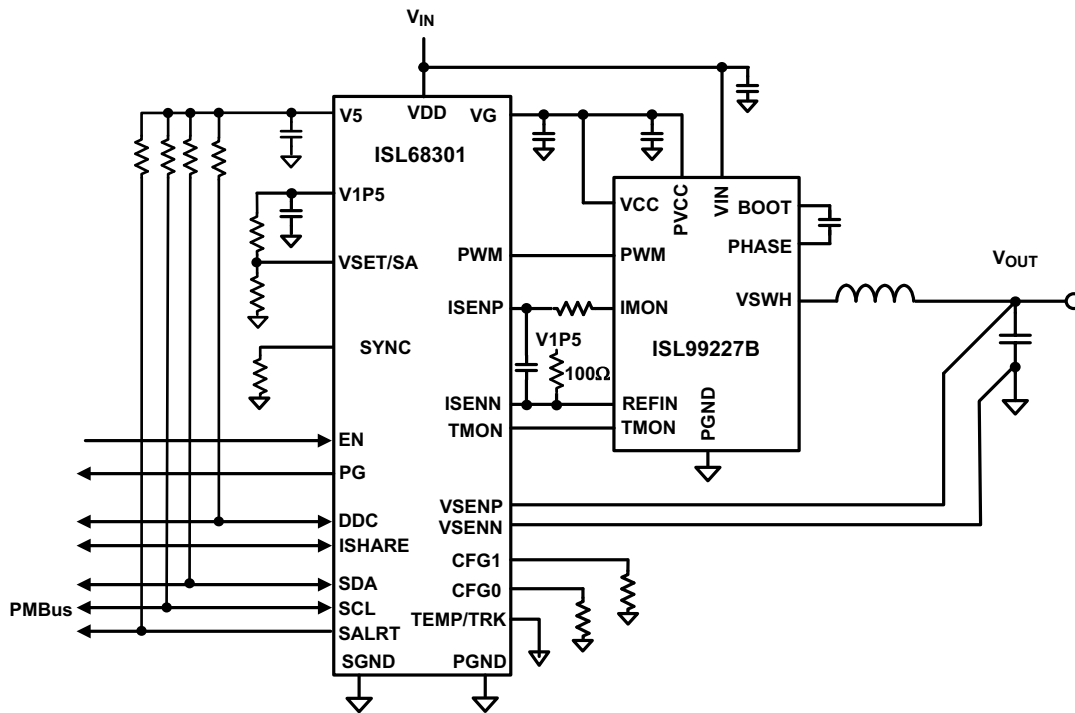 VIN
V5
VDD
VG
ISL68301
V1P5
VSET/SA
PWM
ISENP
SYNC
V1P5
100Ω
ISENN
TMON
EN
PG
VSENP
VSENN
DDC
ISHARE
CFG1
SDA
CFG0
PMBus
SCL
TEMP/TRK
SALRT
SGND
PGND
VCC
PVCC
VIN
BOOT
PHASE
PWM
VSWH
IMON
ISL99227B
REFIN
TMON
PGND
VOUT